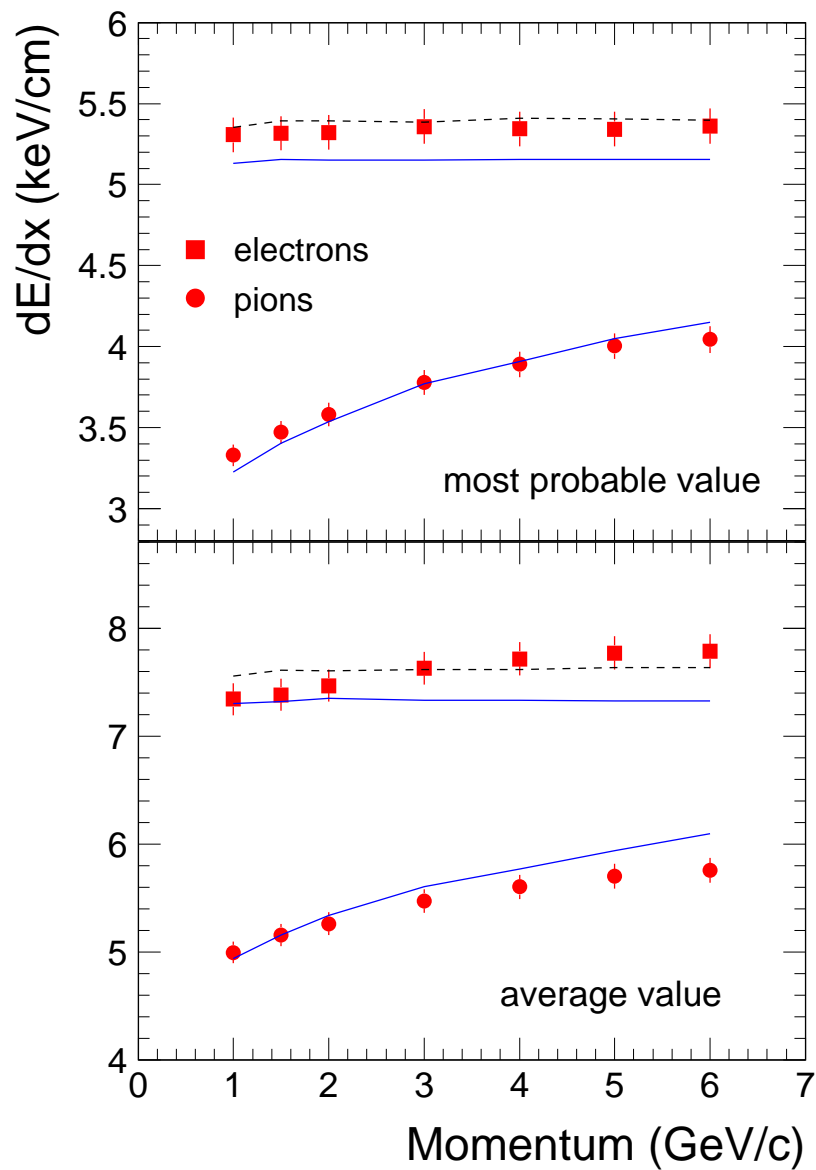 dE/dx (keV/cm)
6
5.5
5
4.5
4
3.5
3
electrons
pions
most probable value
8
7
6
5
4
average value
0 1 2 3 4 5 6 7
Momentum (GeV/c)